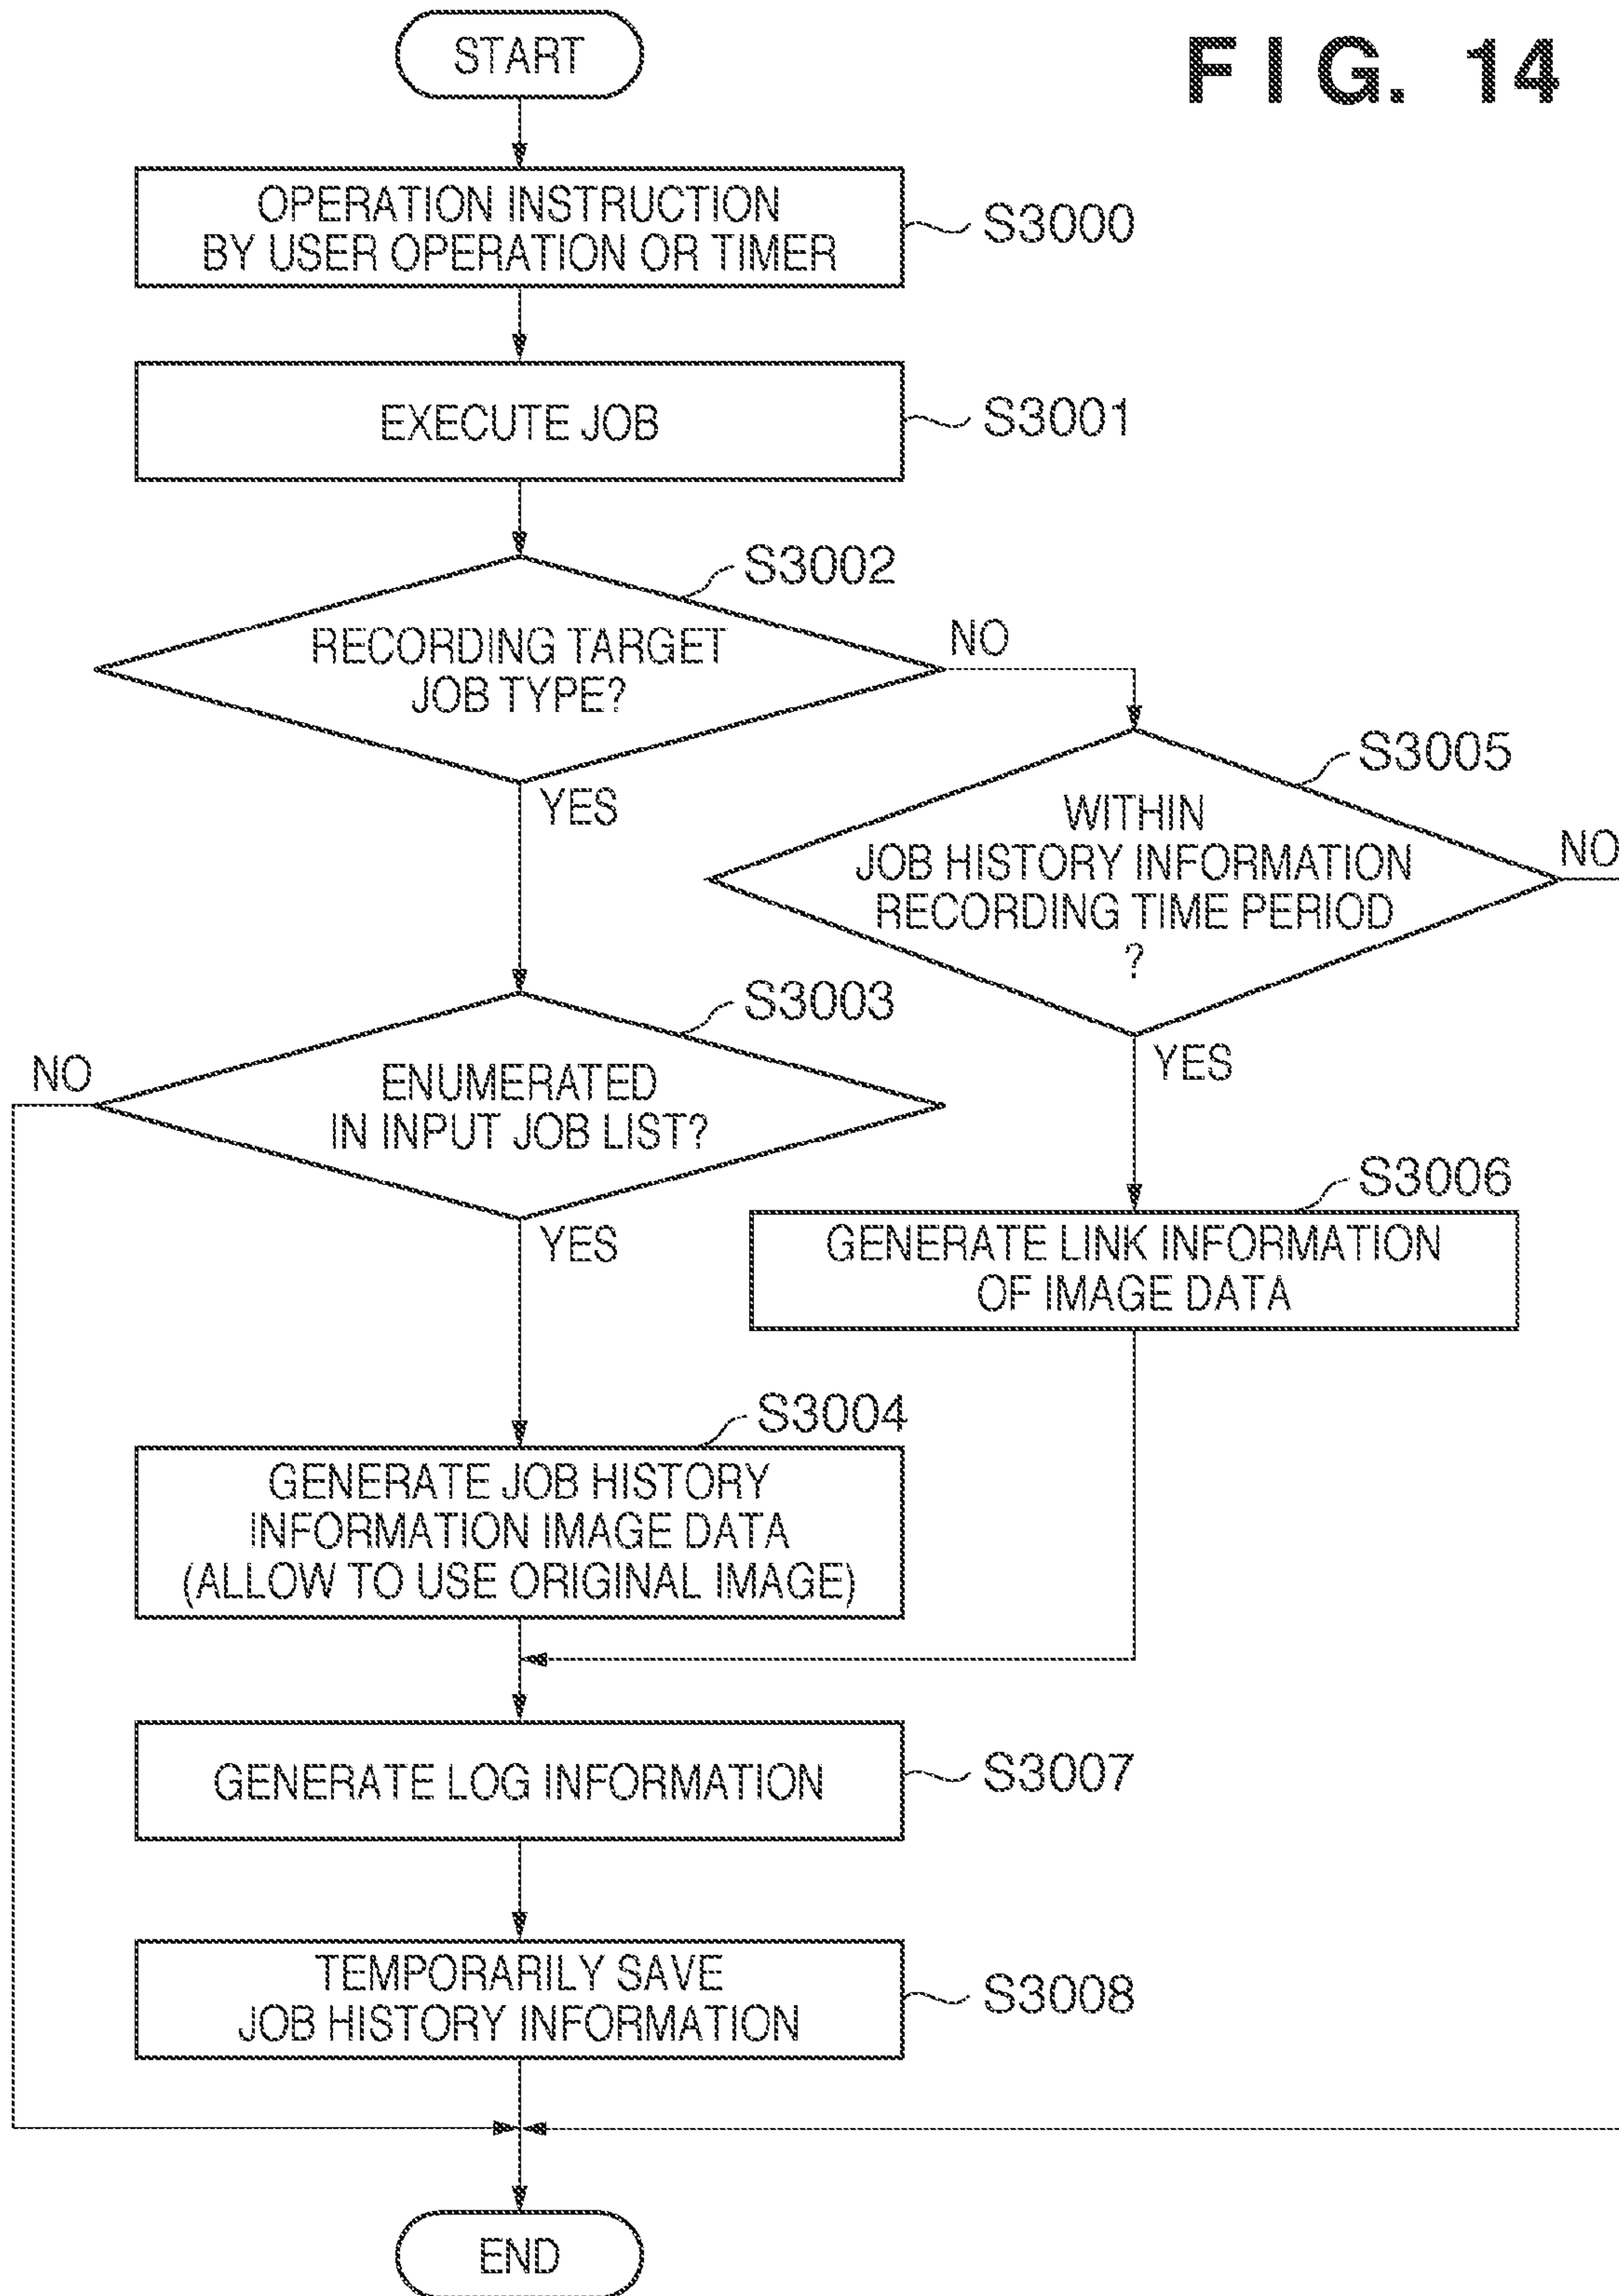 FIG. 14
START
OPERATION INSTRUCTION
BY USER OPERATION OR TIMER
S3000
EXECUTE JOB
S3001
S3002
RECORDING TARGET
JOB TYPE?
NO
YES
S3005
WITHIN
JOB HISTORY INFORMATION
RECORDING TIME PERIOD
?
NO
YES
S3003
ENUMERATED
IN INPUT JOB LIST?
NO
YES
S3006
GENERATE LINK INFORMATION
OF IMAGE DATA
S3004
GENERATE JOB HISTORY
INFORMATION IMAGE DATA
(ALLOW TO USE ORIGINAL IMAGE)
GENERATE LOG INFORMATION
S3007
TEMPORARILY SAVE
JOB HISTORY INFORMATION
S3008
END